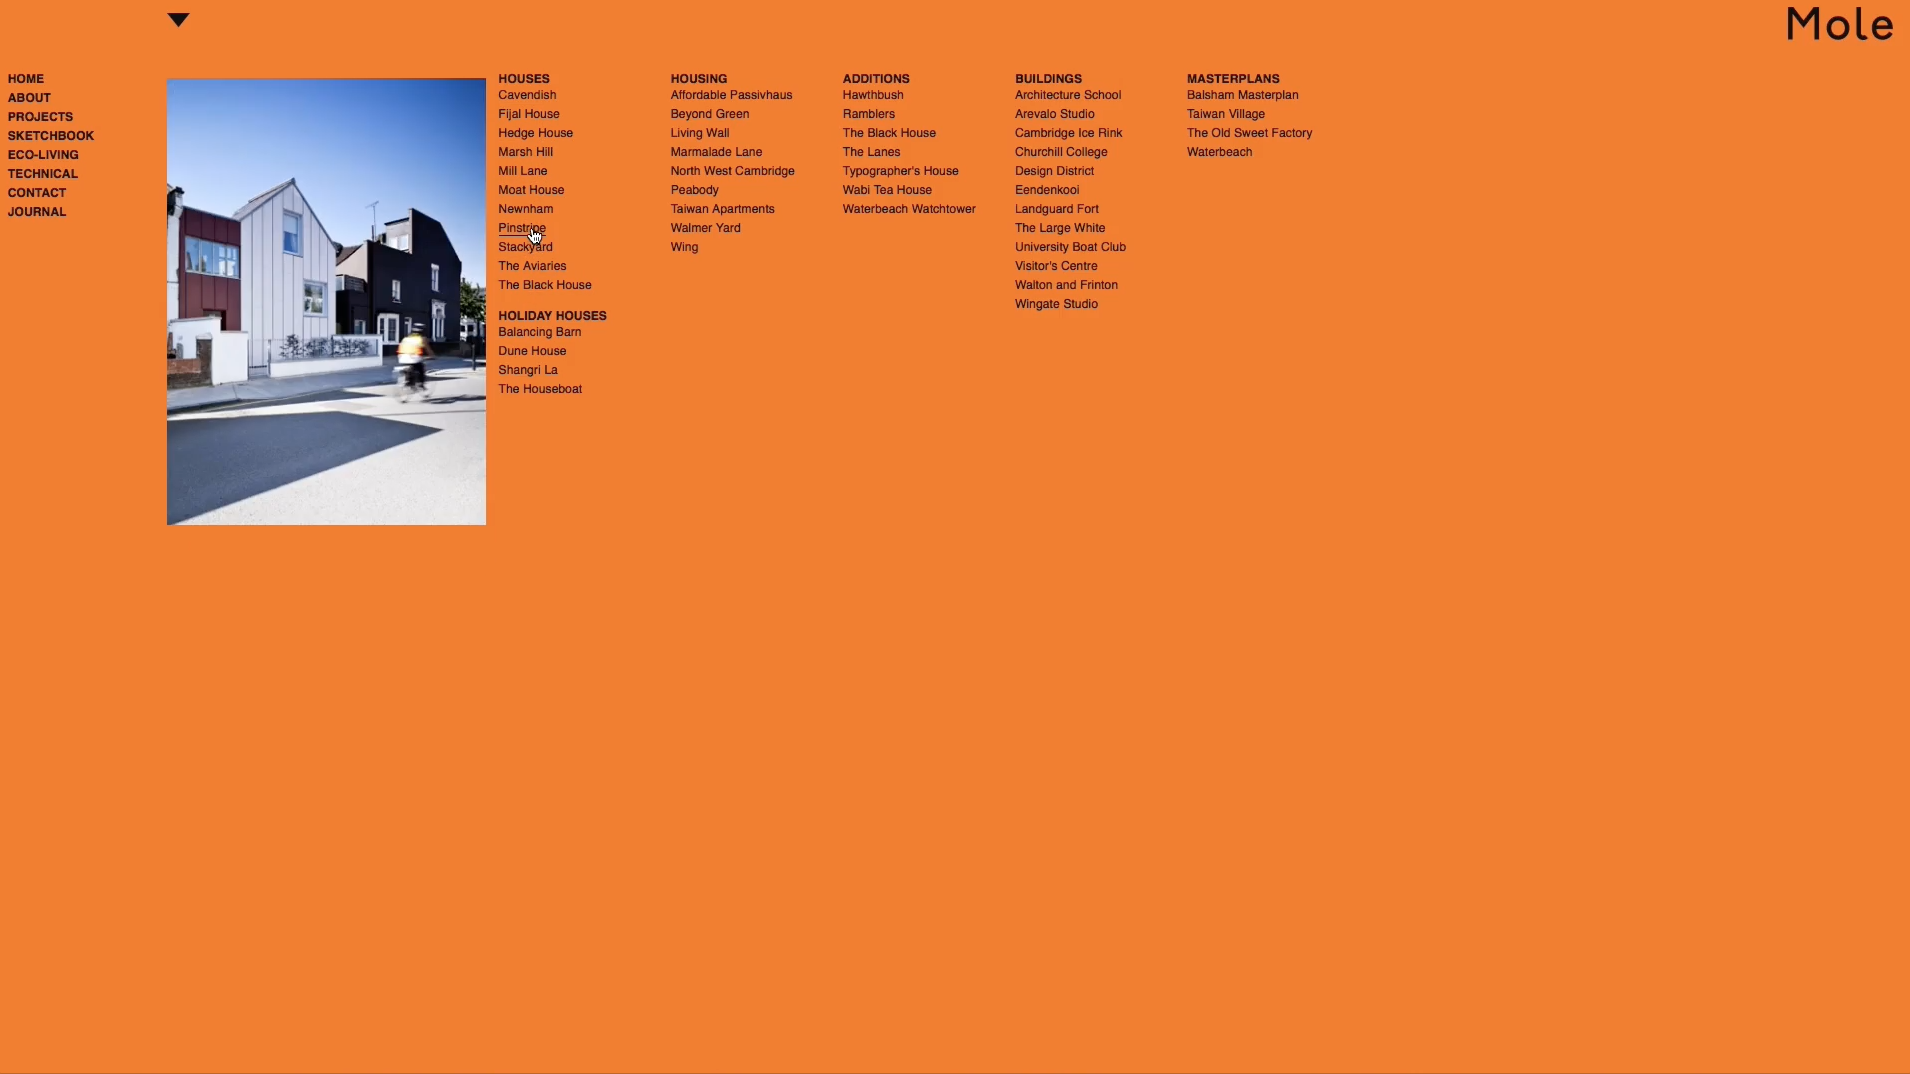 Mole
HOME
ABOUT
PROJECTS
SKETCHBOOK
ECO-LIVING
TECHNICAL
CONTACT
JOURNAL
HOUSES
Cavendish
Fijal House
Hedge House
Marsh Hill
Mill Lane
Moat House
Newnham
Pinstripe
Stackyard
The Aviaries
The Black House
HOLIDAY HOUSES
Balancing Barn
Dune House
Shangri La
The Houseboat
HOUSING
Affordable Passivhaus
Beyond Green
Living Wall
Marmalade Lane
North West Cambridge
Peabody
Taiwan Apartments
Walmer Yard
Wing
ADDITIONS
Hawthbush
Ramblers
The Black House
The Lanes
Typographer's House
Wabi Tea House
Waterbeach Watchtower
BUILDINGS
Architecture School
Arevalo Studio
Cambridge Ice Rink
Churchill College
Design District
Eendenkooi
Landguard Fort
The Large White
University Boat Club
Visitor's Centre
Walton and Frinton
Wingate Studio
MASTERPLANS
Balsham Masterplan
Taiwan Village
The Old Sweet Factory
Waterbeach